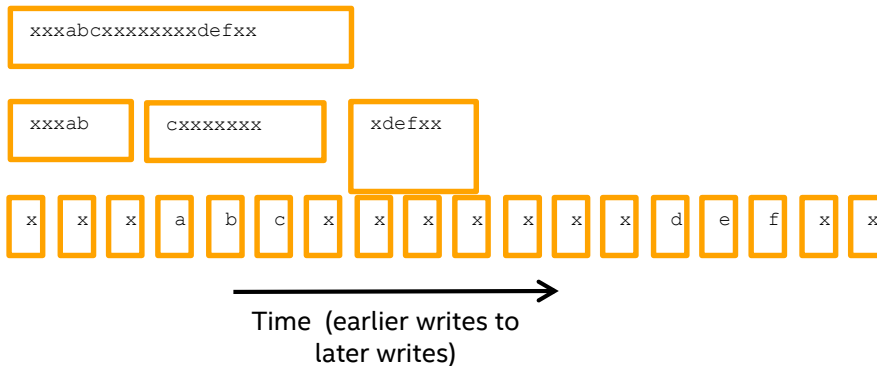 xxxabcxxxxxxxxdefxx
xxxab cxxxxxxx xdefxx
x x x a b c x x x x x x x d e f x x
Time (earlier writes to
later writes)